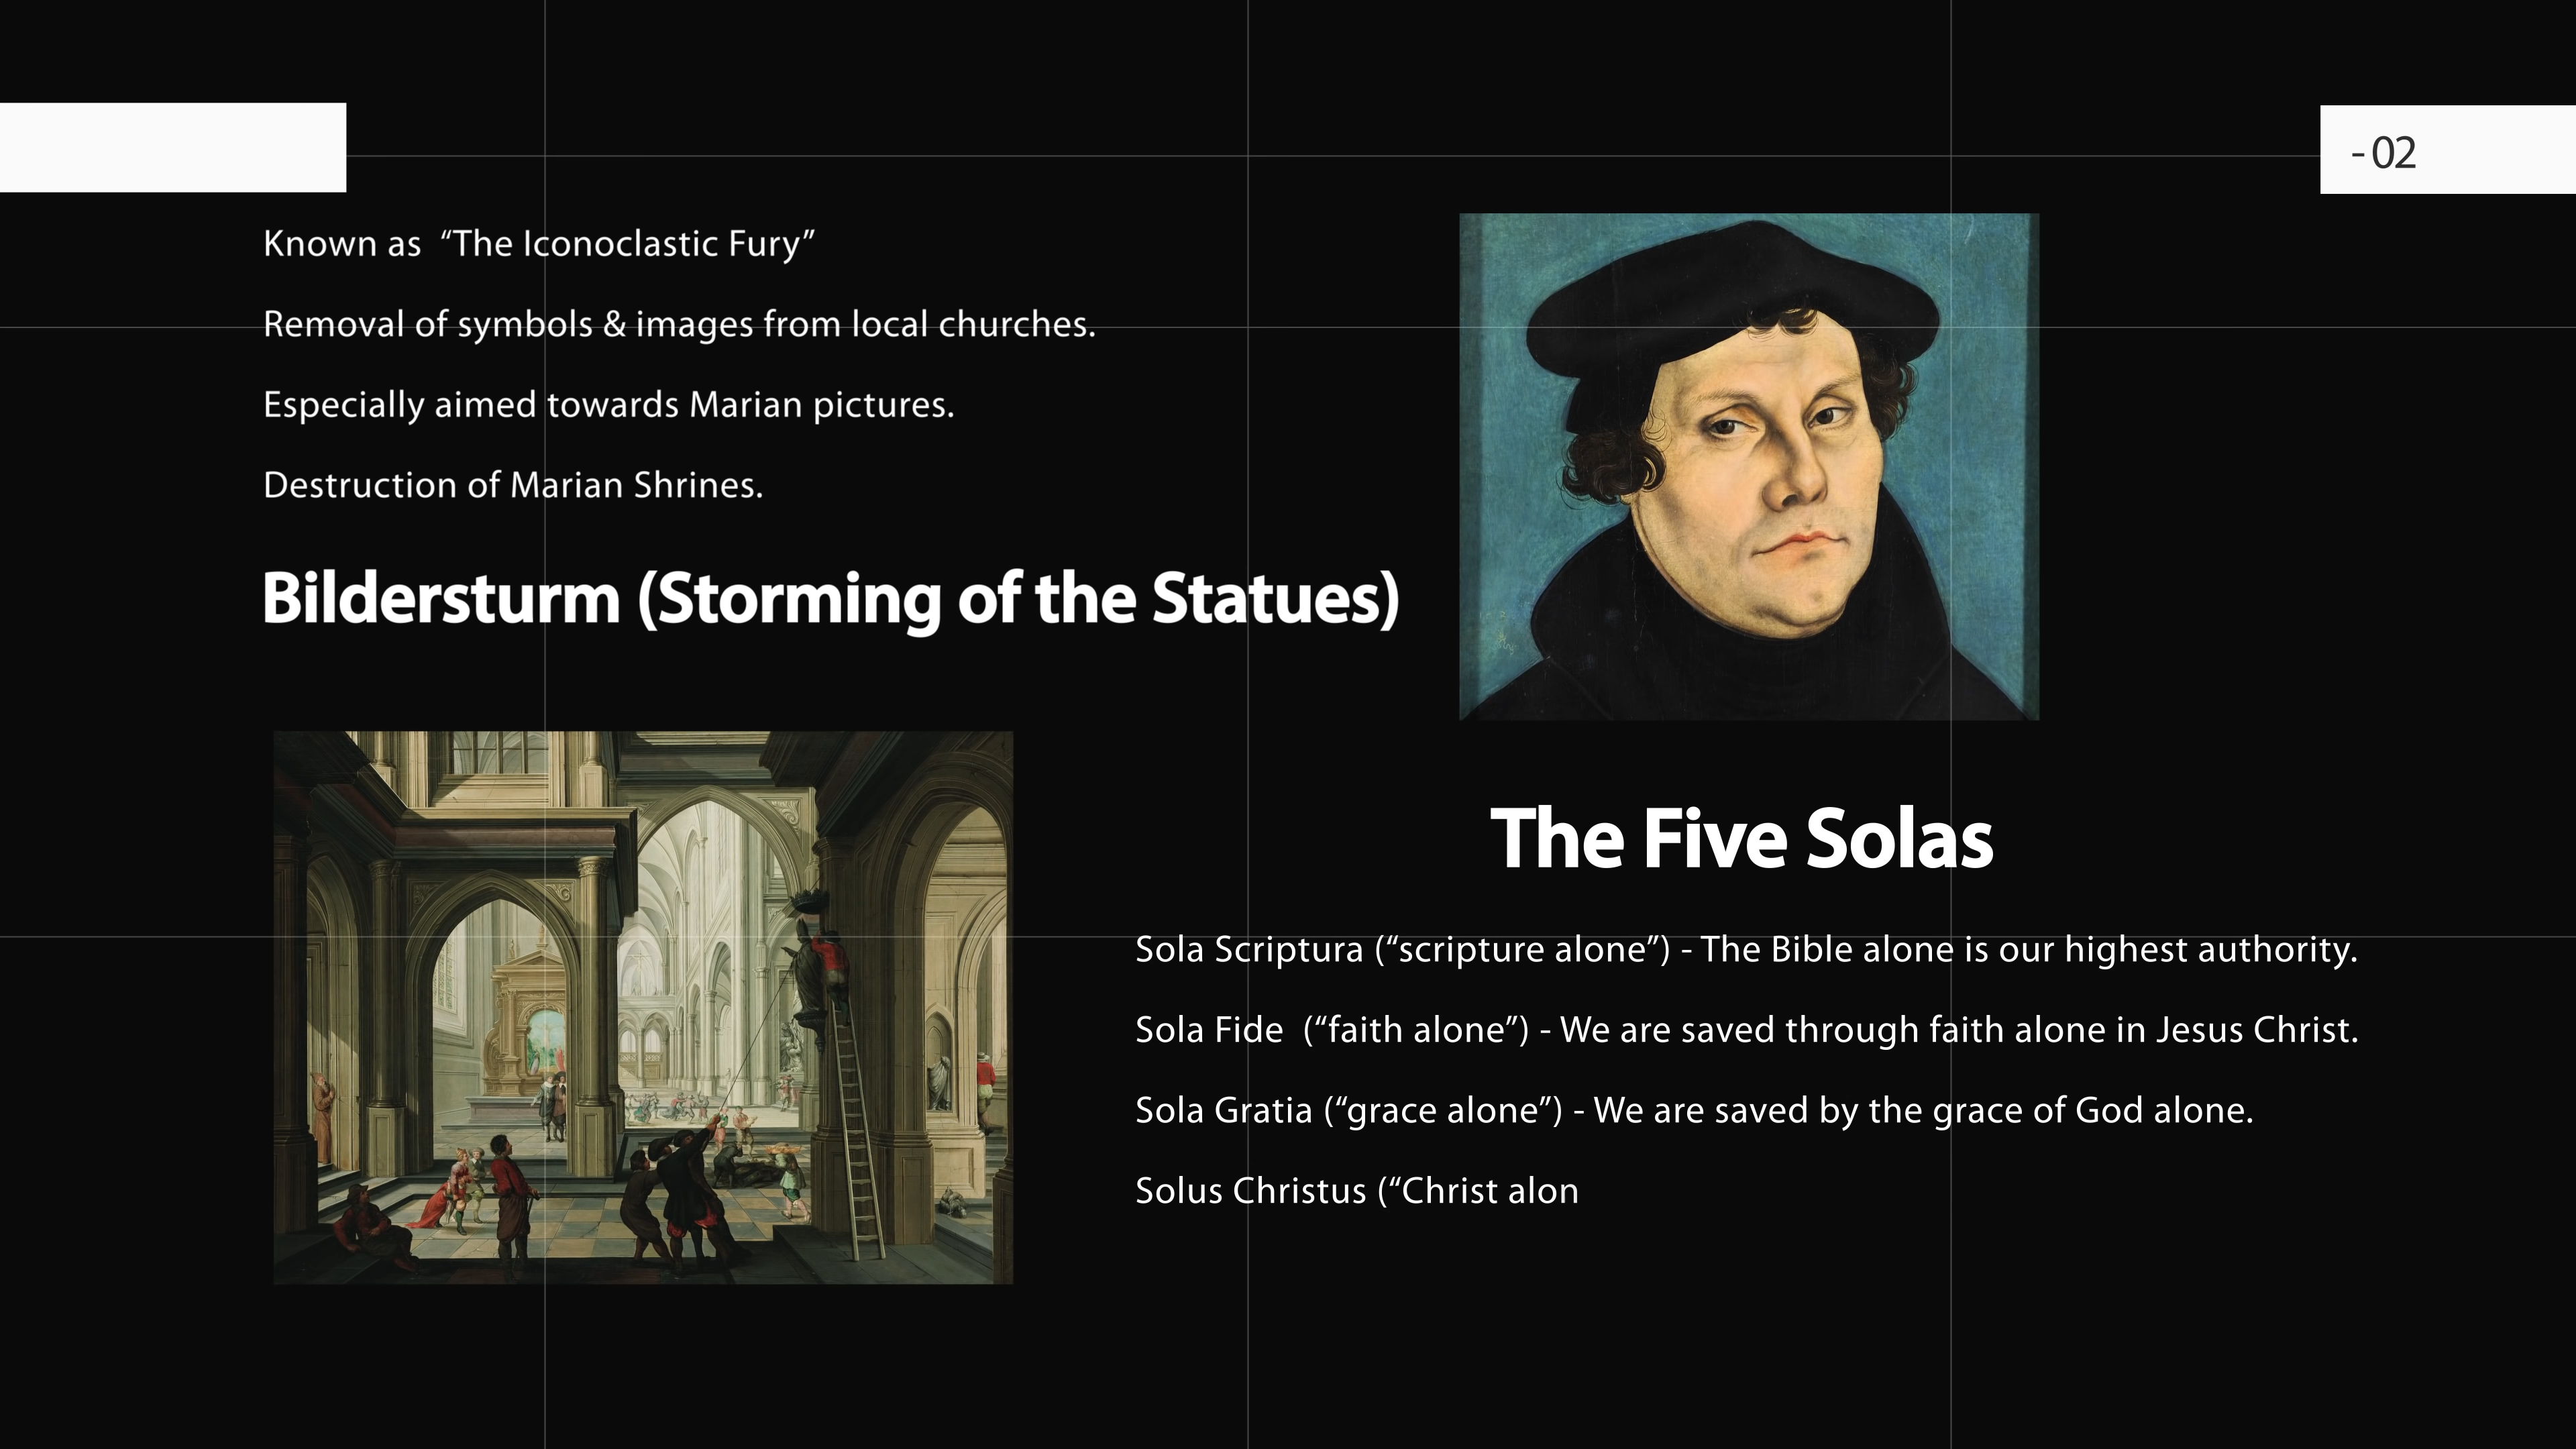 - 02
Known as “The Iconoclastic Fury”
Removal of symbols & images from local churches.
Especially aimed towards Marian pictures.
Destruction of Marian Shrines.
Bildersturm (Storming of the Statues)
The Five Solas
Sola Scriptura (“scripture alone”) - The Bible alone is our highest authority.
Sola Fide (“faith alone”) - We are saved through faith alone in Jesus Christ.
Sola Gratia (“grace alone”) - We are saved by the grace of God alone.
Solus Christus (“Christ alon